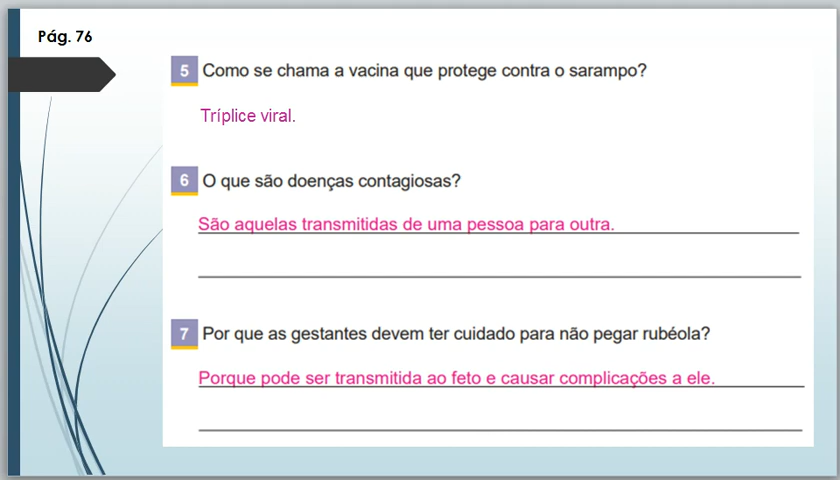 Pág. 76
5 Como se chama a vacina que protege contra o sarampo?
Tríplice viral.
6 O que são doenças contagiosas?
São aquelas transmitidas de uma pessoa para outra.
7 Por que as gestantes devem ter cuidado para não pegar rubéola?
Porque pode ser transmitida ao feto e causar complicações a ele.